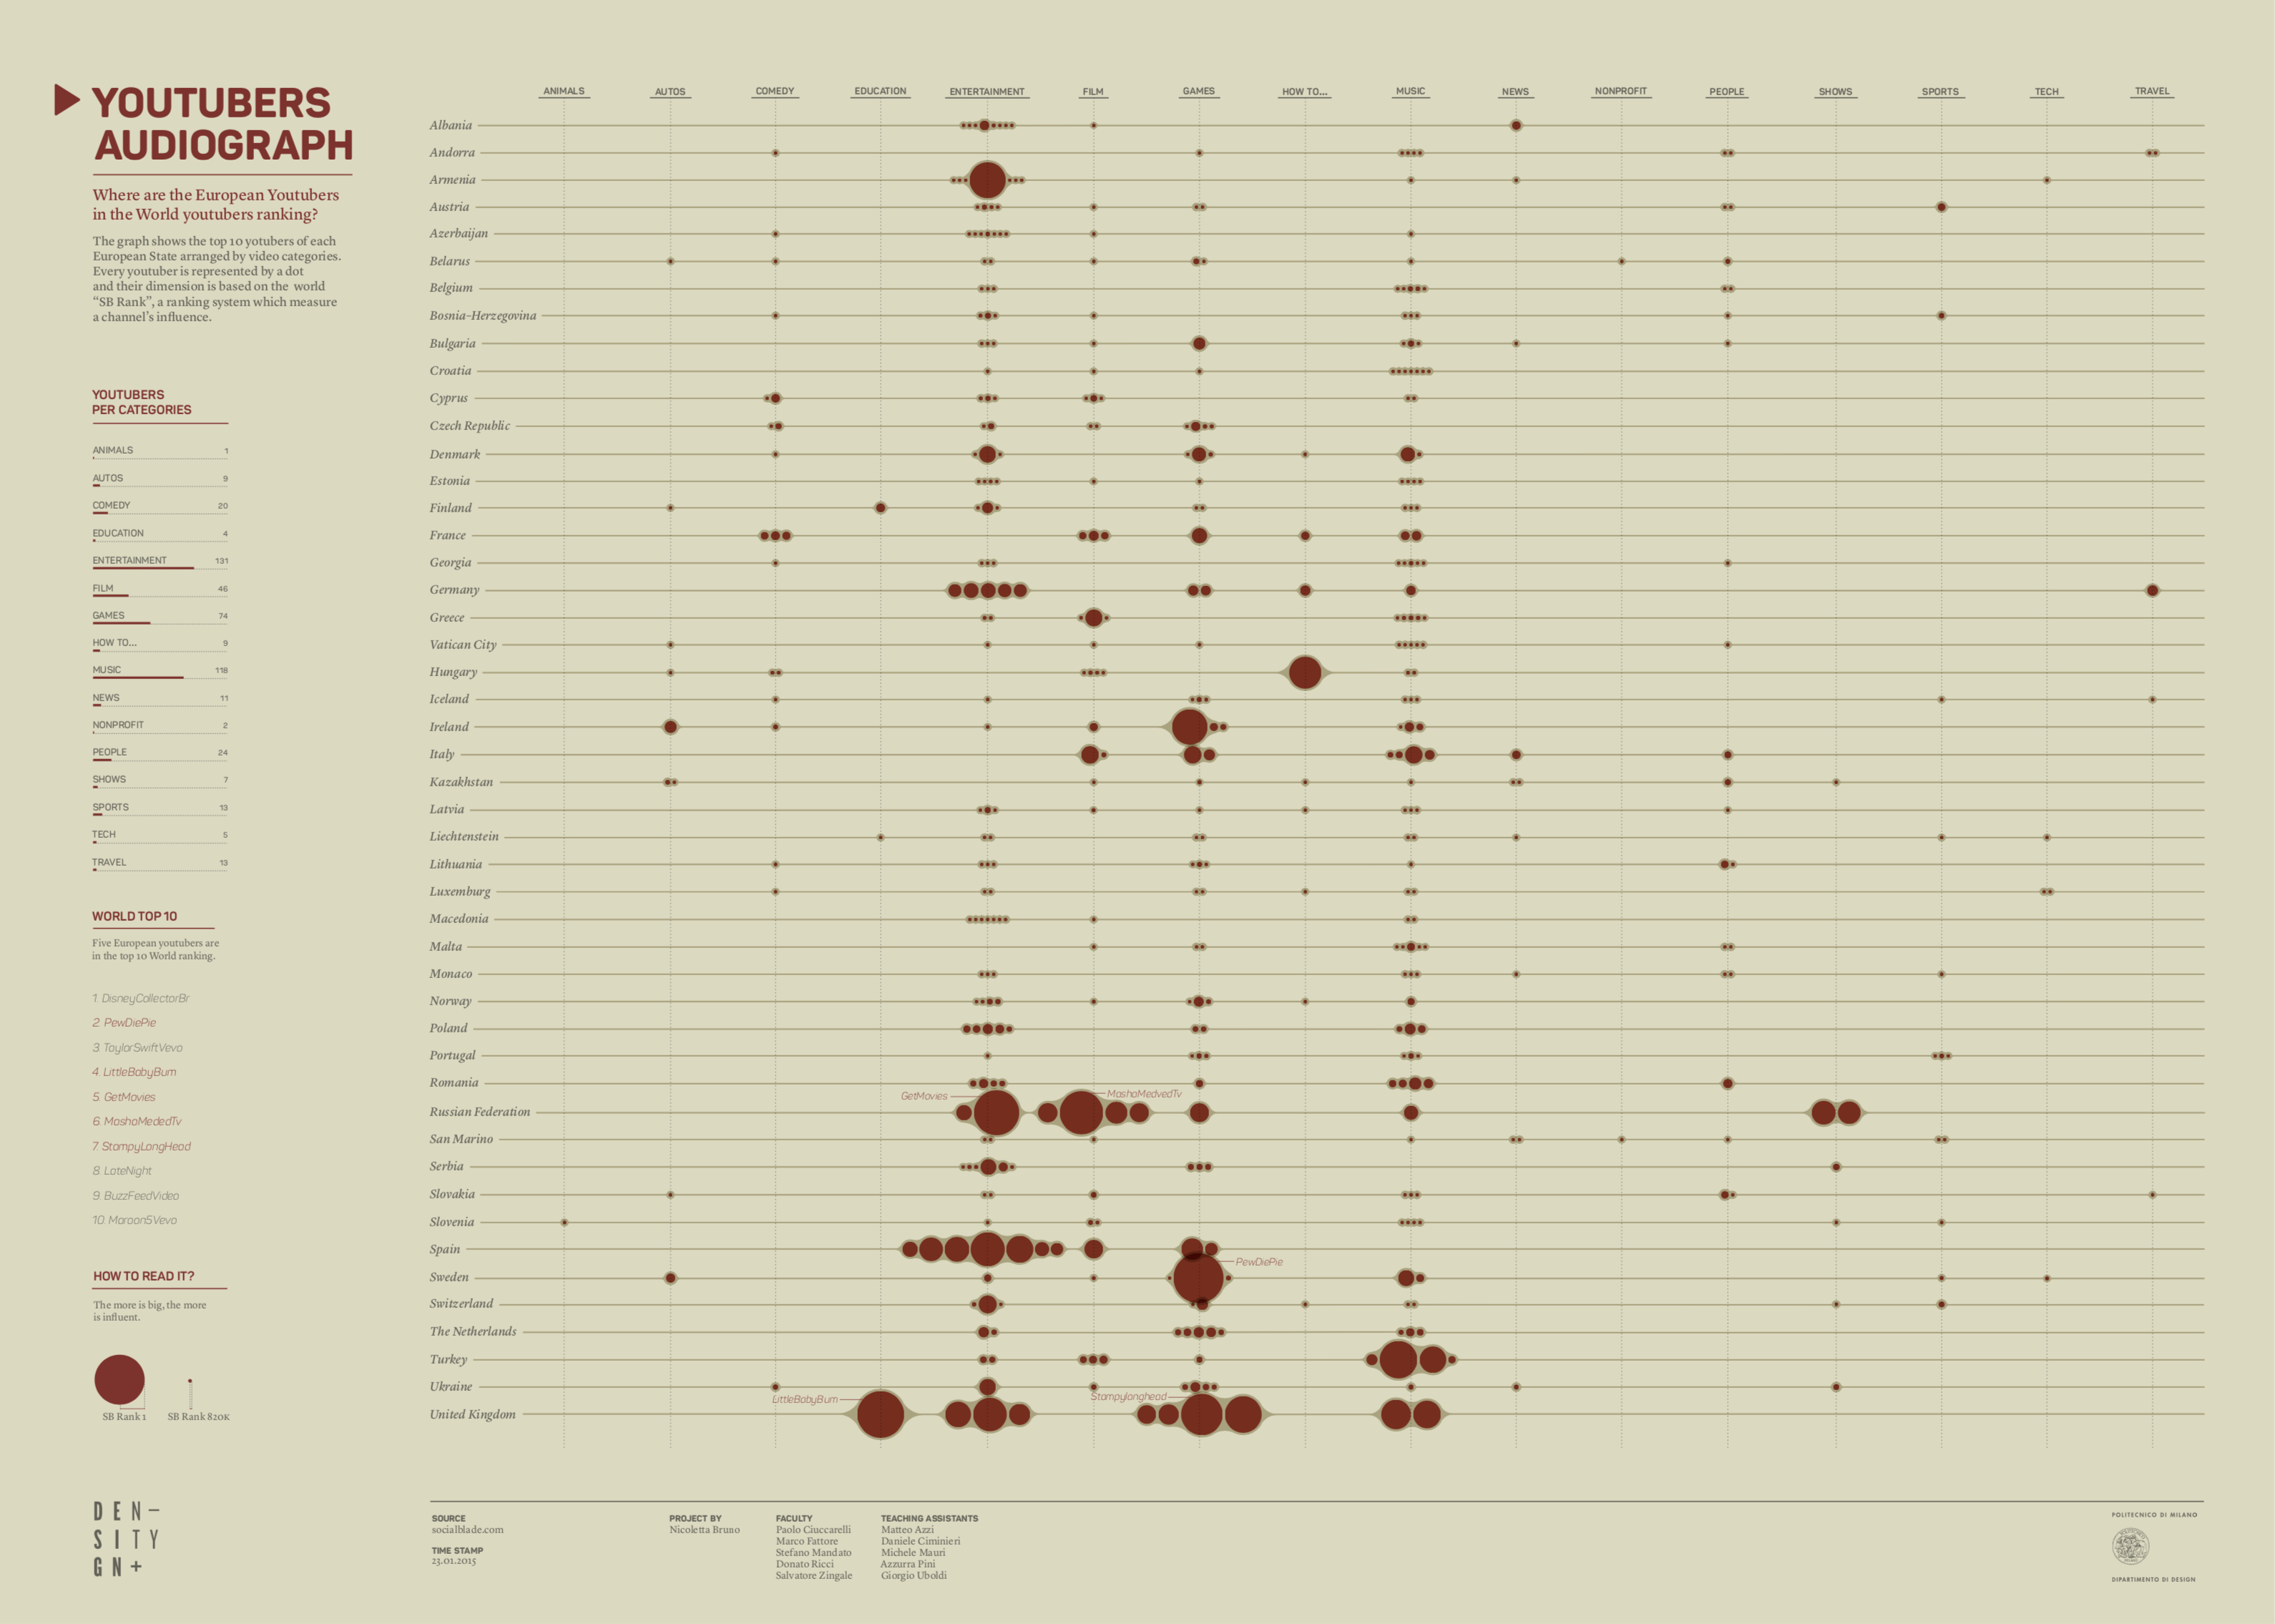 YOUTUBERS
AUDIOGRAPH
Where are the European Youtubers
in the World youtubers ranking?
The graph shows the top 10 yotubers of each
European State arranged by video categories.
Every youtuber is represented by a dot
and their dimension is based on the world
“SB Rank”, a ranking system which measure
a channel's influence.
YOUTUBERS
PER CATEGORIES
ANIMALS 1
AUTOS 9
COMEDY 20
EDUCATION 4
ENTERTAINMENT 131
FILM 46
GAMES 74
HOW TO... 9
MUSIC 118
NEWS 11
NONPROFIT 2
PEOPLE 24
SHOWS 7
SPORTS 13
TECH 5
TRAVEL 13
WORLD TOP 10
Five European youtubers are
in the top 10 World ranking.
1. DisneyCollectorBr
2. PewDiePie
3. TaylorSwiftVevo
4. LittleBabyBum
5. GetMovies
6. MashaMededTv
7. StampyLongHead
8. LateNight
9. BuzzFeedVideo
10. Maroon5Vevo
HOW TO READ IT?
The more is big, the more
is influent.
SB Rank 1 SB Rank 820K
ANIMALS AUTOS COMEDY EDUCATION ENTERTAINMENT FILM GAMES HOW TO... MUSIC NEWS NONPROFIT PEOPLE SHOWS SPORTS TECH TRAVEL
Albania
Andorra
Armenia
Austria
Azerbaijan
Belarus
Belgium
Bosnia-Herzegovina
Bulgaria
Croatia
Cyprus
Czech Republic
Denmark
Estonia
Finland
France
Georgia
Germany
Greece
Vatican City
Hungary
Iceland
Ireland
Italy
Kazakhstan
Latvia
Liechtenstein
Lithuania
Luxemburg
Macedonia
Malta
Monaco
Norway
Poland
Portugal
Romania
GetMovies MashaMedvedTv
Russian Federation
San Marino
Serbia
Slovakia
Slovenia
Spain
PewDiePie
Sweden
Switzerland
The Netherlands
Turkey
Ukraine
LittleBabyBum Stampylonghead
United Kingdom
DEN–
SITY
GN+
SOURCE
socialblade.com
TIME STAMP
23.01.2015
PROJECT BY
Nicoletta Bruno
FACULTY
Paolo Ciuccarelli
Marco Fattore
Stefano Mandato
Donato Ricci
Salvatore Zingale
TEACHING ASSISTANTS
Matteo Azzi
Daniele Ciminieri
Michele Mauri
Azzurra Pini
Giorgio Uboldi
POLITECNICO DI MILANO
DIPARTIMENTO DI DESIGN